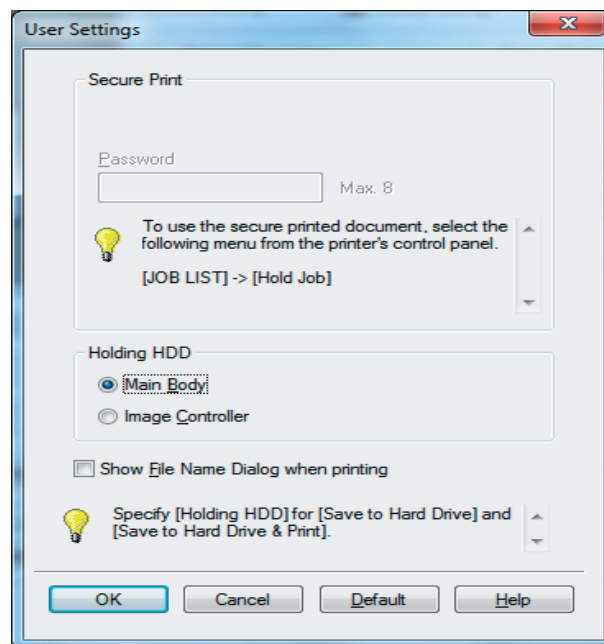 User Settings
Secure Print
Password
Max. 8
To use the secure printed document, select the
following menu from the printer's control panel.
[JOB LIST] -> [Hold Job]
Holding HDD
Main Body
Image Controller
Show File Name Dialog when printing
Specify [Holding HDD] for [Save to Hard Drive] and
[Save to Hard Drive & Print].
OK Cancel Default Help